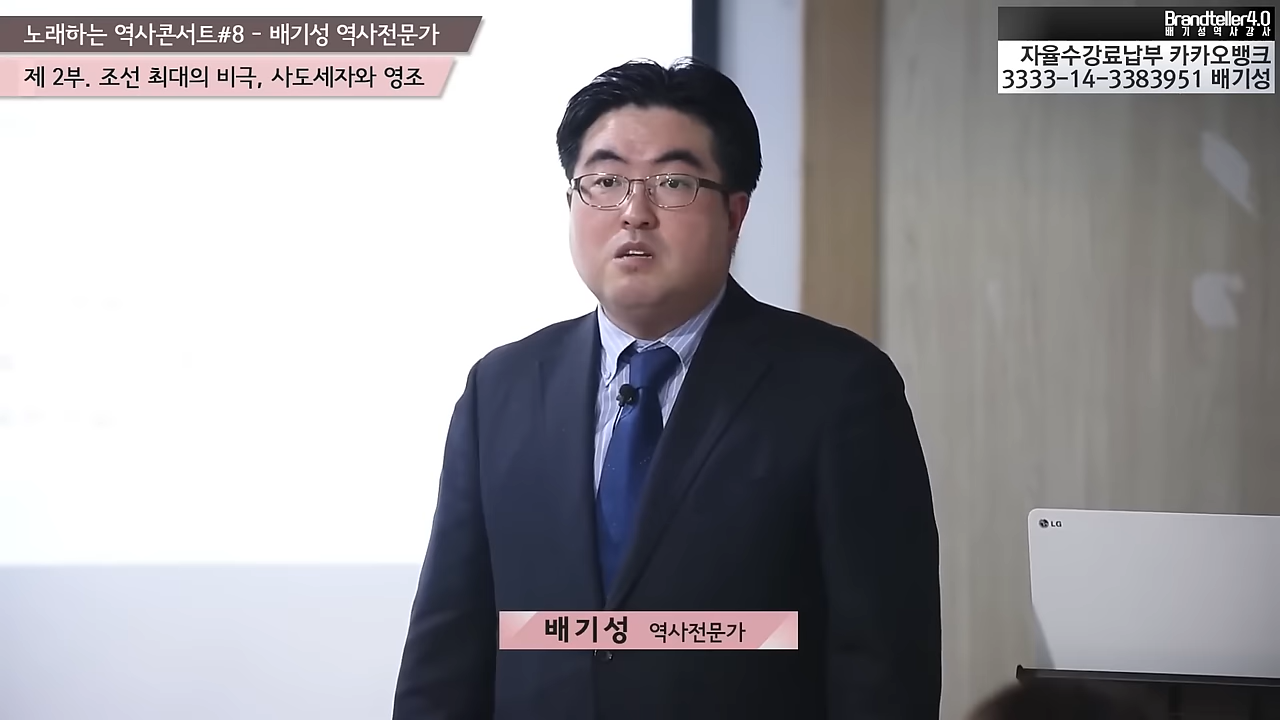 노래하는 역사콘서트#8 - 배기성 역사전문가
제 2부. 조선 최대의 비극, 사도세자와 영조
Brandteller4.0
배기성역사강사
자율수강료납부 카카오뱅크
3333-14-3383951 배기성
LG
배기성 역사전문가